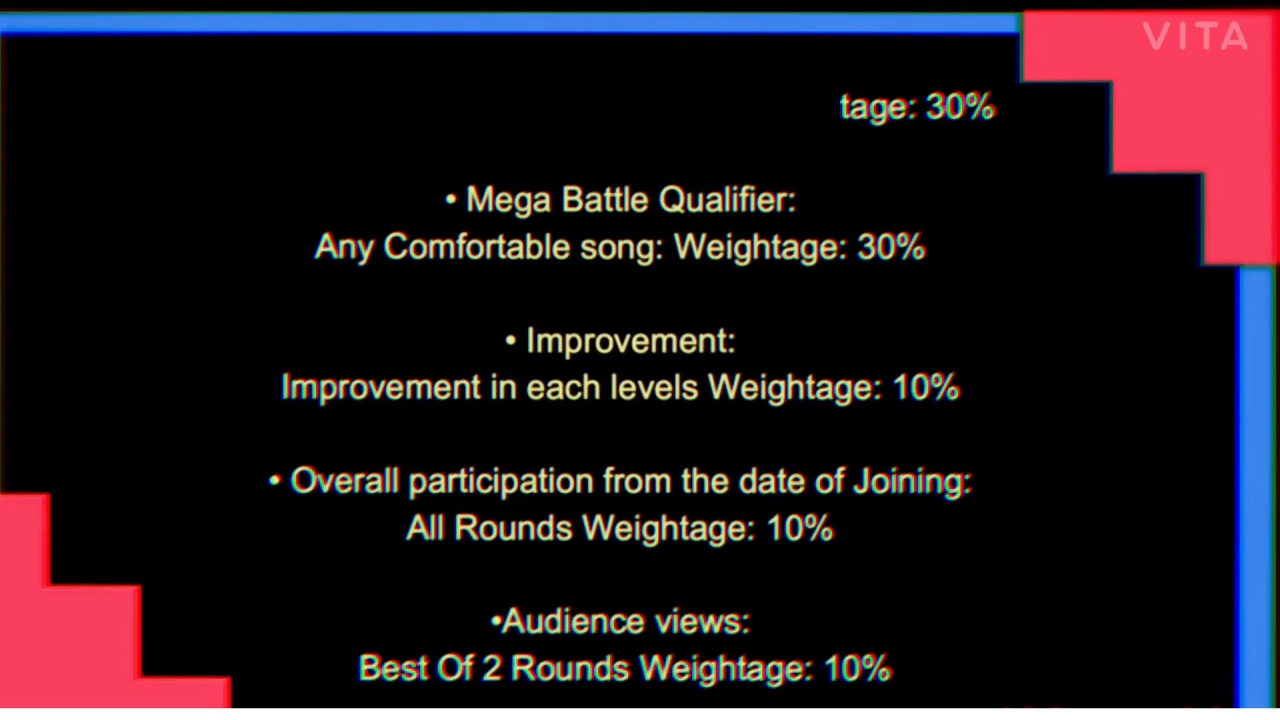 VITA
tage: 30%
• Mega Battle Qualifier:
Any Comfortable song: Weightage: 30%
• Improvement:
Improvement in each levels Weightage: 10%
• Overall participation from the date of Joining:
All Rounds Weightage: 10%
•Audience views:
Best Of 2 Rounds Weightage: 10%